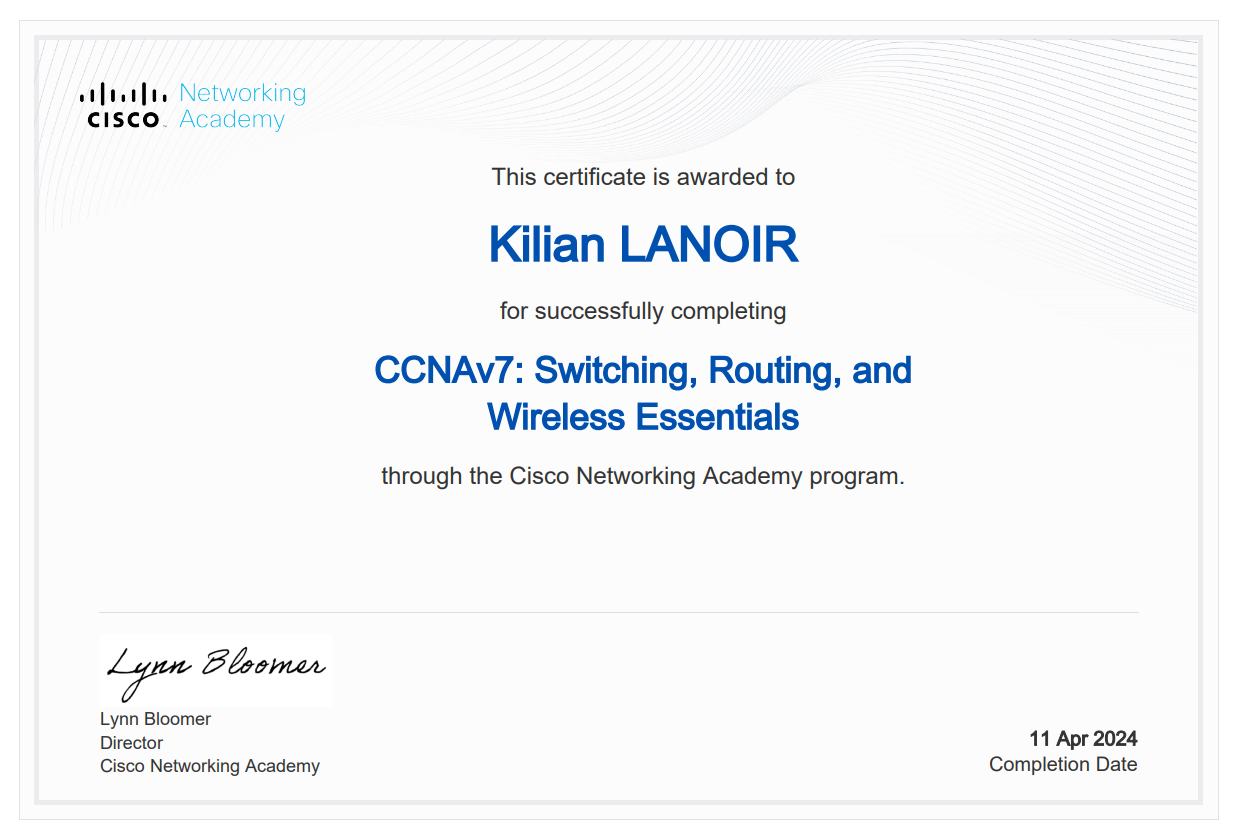 Networking
CISCO Academy
This certificate is awarded to
Kilian LANOIR
for successfully completing
CCNAv7: Switching, Routing, and
Wireless Essentials
through the Cisco Networking Academy program.
Lynn Bloomer
Lynn Bloomer
Director
Cisco Networking Academy
11 Apr 2024
Completion Date